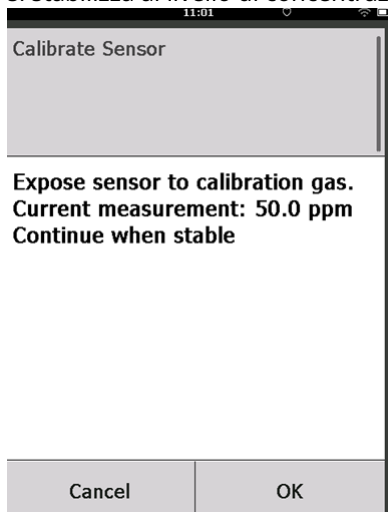 11:01
Calibrate Sensor
Expose sensor to calibration gas.
Current measurement: 50.0 ppm
Continue when stable
Cancel OK